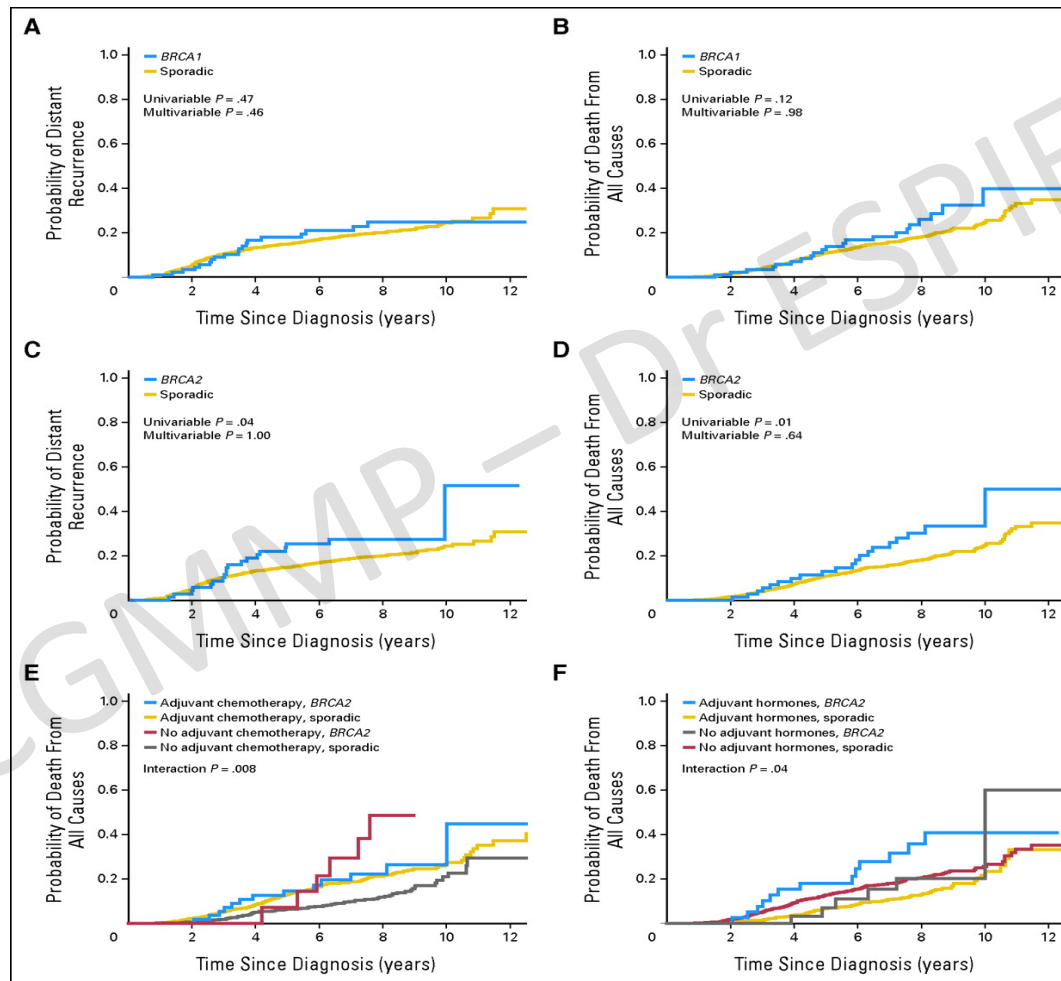 A
1.0
0.8
0.6
0.4
0.2
0
2
4
6
8
10
12
BRCA1
Sporadic
Univariable P = .47
Multivariable P = .46
Probability of Distant
Recurrence
Time Since Diagnosis (years)
B
1.0
0.8
0.6
0.4
0.2
0
2
4
6
8
10
12
BRCA1
Sporadic
Univariable P = .12
Multivariable P = .98
Probability of Death From
All Causes
Time Since Diagnosis (years)
C
1.0
0.8
0.6
0.4
0.2
0
2
4
6
8
10
12
BRCA2
Sporadic
Univariable P = .04
Multivariable P = 1.00
Probability of Distant
Recurrence
Time Since Diagnosis (years)
D
1.0
0.8
0.6
0.4
0.2
0
2
4
6
8
10
12
BRCA2
Sporadic
Univariable P = .01
Multivariable P = .64
Probability of Death From
All Causes
Time Since Diagnosis (years)
E
1.0
0.8
0.6
0.4
0.2
0
2
4
6
8
10
12
Adjuvant chemotherapy, BRCA2
Adjuvant chemotherapy, sporadic
No adjuvant chemotherapy, BRCA2
No adjuvant chemotherapy, sporadic
Interaction P = .008
Probability of Death From
All Causes
Time Since Diagnosis (years)
F
1.0
0.8
0.6
0.4
0.2
0
2
4
6
8
10
12
Adjuvant hormones, BRCA2
Adjuvant hormones, sporadic
No adjuvant hormones, BRCA2
No adjuvant hormones, sporadic
Interaction P = .04
Probability of Death From
All Causes
Time Since Diagnosis (years)
CGMMP – Dr ESPIE